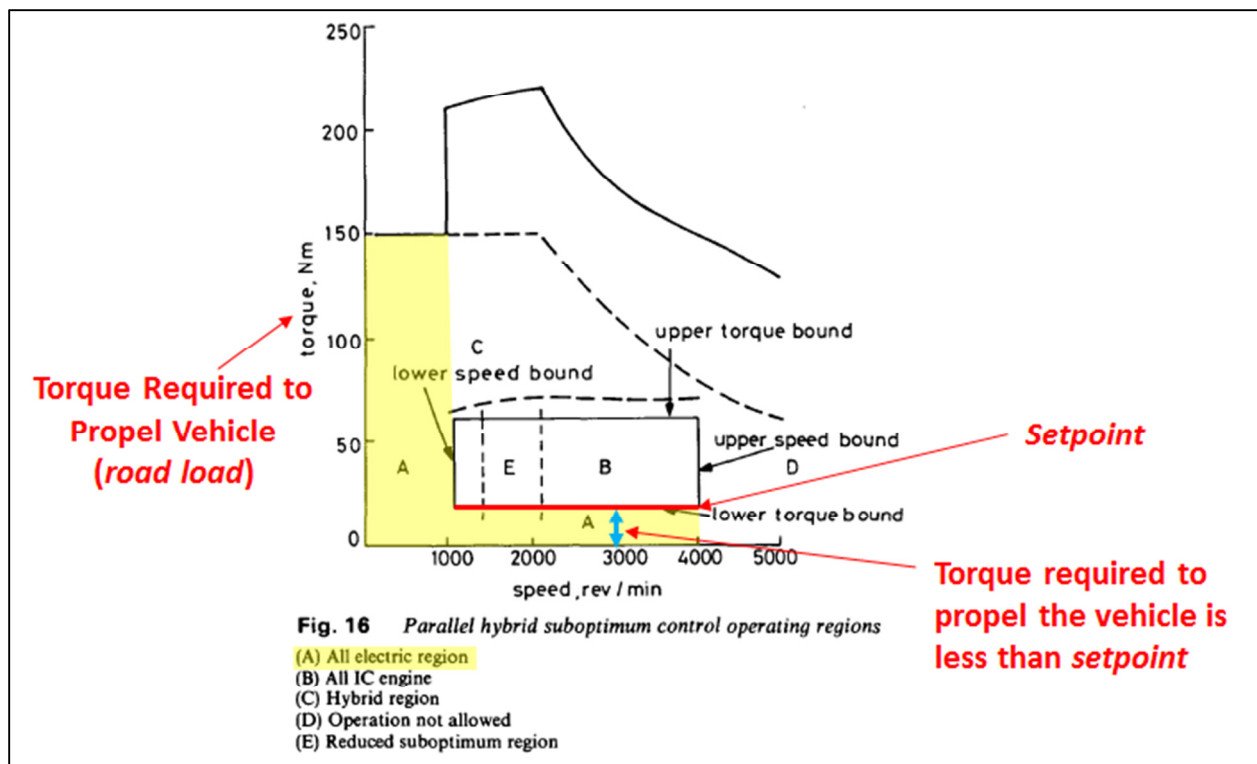 250
200
150
100
50
0
torque, Nm
1000
2000
3000
4000
5000
speed, rev / min
C
lower speed bound
upper torque bound
upper speed bound
A
E
B
D
A
lower torque bound
Torque Required to
Propel Vehicle
(road load)
Setpoint
Torque required to
propel the vehicle is
less than setpoint
Fig. 16 Parallel hybrid suboptimum control operating regions
(A) All electric region
(B) All IC engine
(C) Hybrid region
(D) Operation not allowed
(E) Reduced suboptimum region